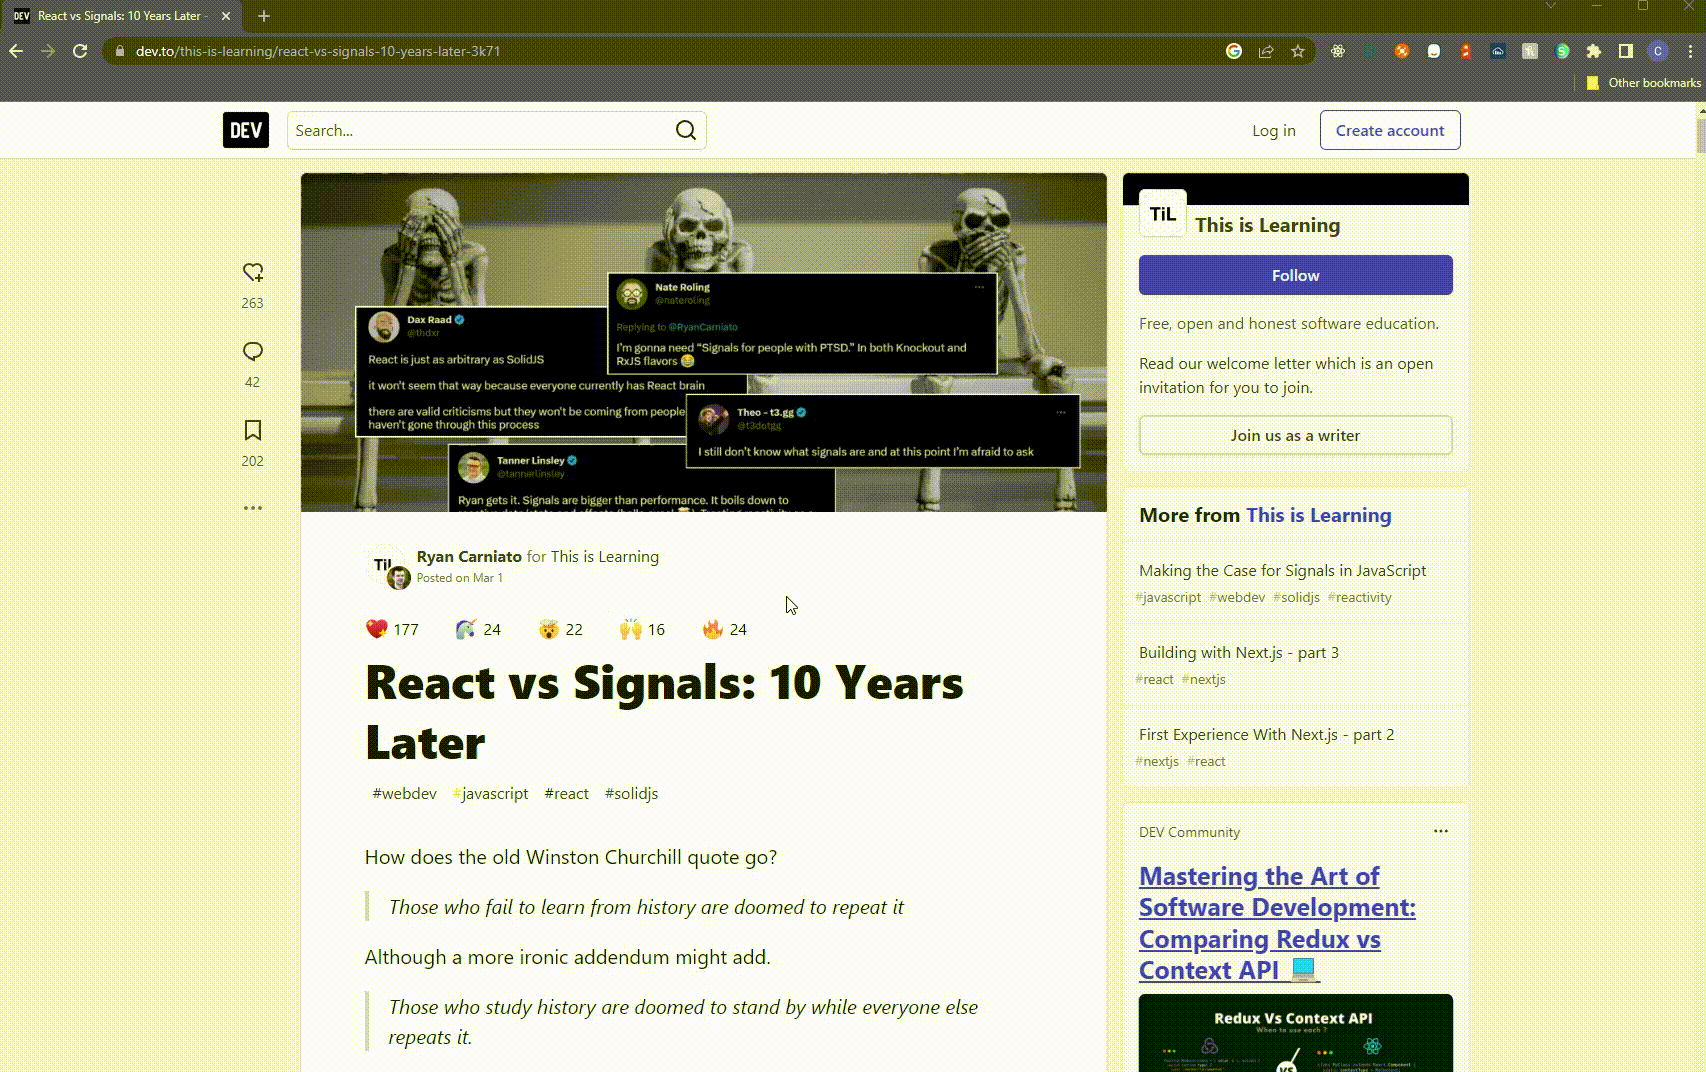 DEV React vs Signals: 10 Years Later -
dev.to/this-is-learning/react-vs-signals-10-years-later-3k71
C
Other bookmarks
DEV
Search...
Log in
Create account
263
42
202
Dax Raad
@thdxr
React is just as arbitrary as SolidJS
it won't seem that way because everyone currently has React brain
there are valid criticisms but they won't be coming from people
haven't gone through this process
Nate Roling
@nateroling
Replying to @RyanCarniato
I'm gonna need "Signals for people with PTSD." In both Knockout and
RxJS flavors 😂
Theo - t3.gg
@t3dotgg
I still don't know what signals are and at this point I'm afraid to ask
Tanner Linsley
@tannerlinsley
Ryan gets it. Signals are bigger than performance. It boils down to
TiL
Ryan Carniato for This is Learning
Posted on Mar 1
177
24
22
16
24
React vs Signals: 10 Years
Later
#webdev #javascript #react #solidjs
How does the old Winston Churchill quote go?
Those who fail to learn from history are doomed to repeat it
Although a more ironic addendum might add.
Those who study history are doomed to stand by while everyone else
repeats it.
TiL
This is Learning
Follow
Free, open and honest software education.
Read our welcome letter which is an open
invitation for you to join.
Join us as a writer
More from This is Learning
Making the Case for Signals in JavaScript
#javascript #webdev #solidjs #reactivity
Building with Next.js - part 3
#react #nextjs
First Experience With Next.js - part 2
#nextjs #react
DEV Community
Mastering the Art of
Software Development:
Comparing Redux vs
Context API 💻
Redux Vs Context API
When to use each ?
VS